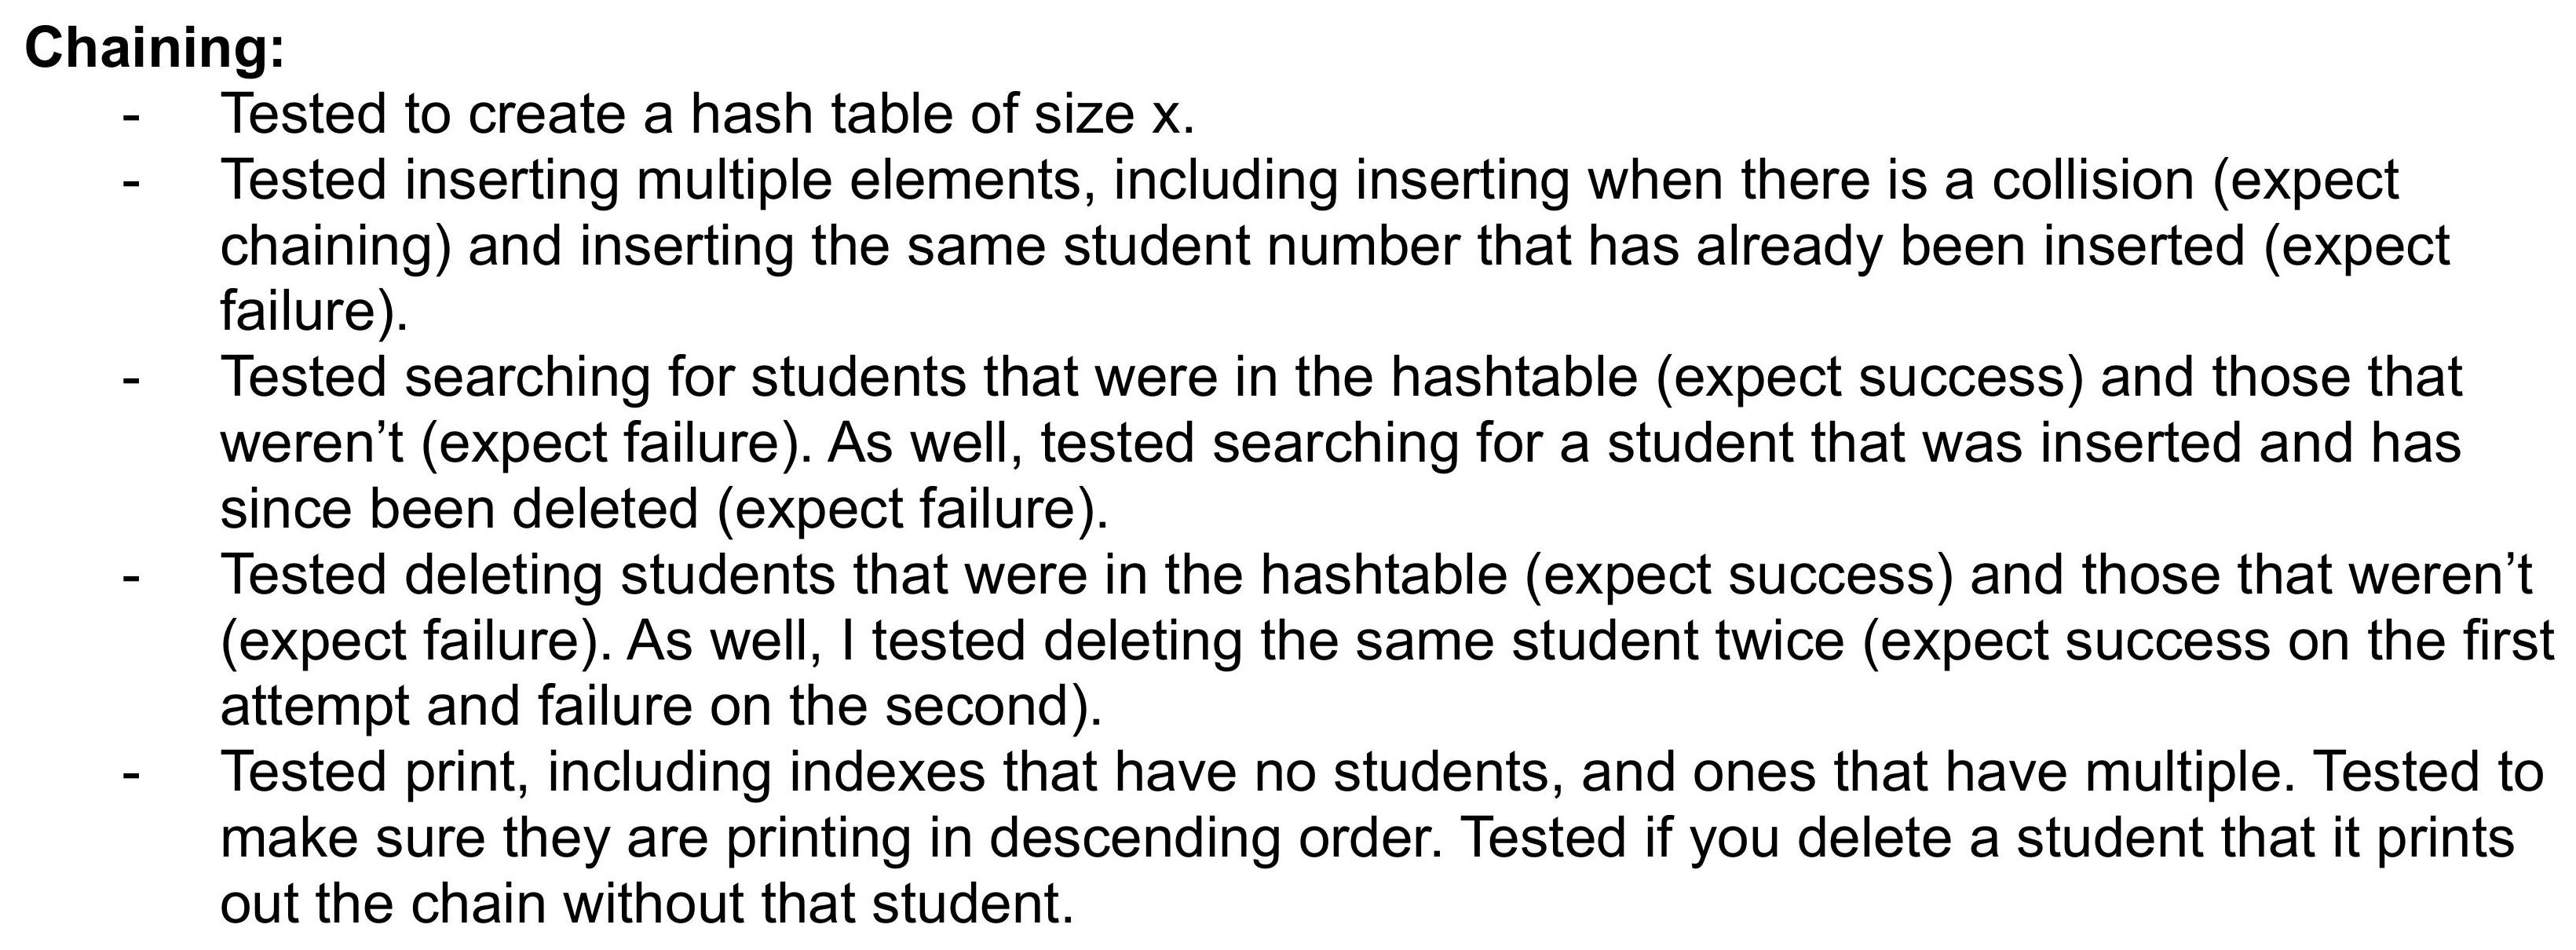 Chaining:
- Tested to create a hash table of size x.
- Tested inserting multiple elements, including inserting when there is a collision (expect
chaining) and inserting the same student number that has already been inserted (expect
failure).
- Tested searching for students that were in the hashtable (expect success) and those that
weren’t (expect failure). As well, tested searching for a student that was inserted and has
since been deleted (expect failure).
- Tested deleting students that were in the hashtable (expect success) and those that weren’t
(expect failure). As well, I tested deleting the same student twice (expect success on the first
attempt and failure on the second).
- Tested print, including indexes that have no students, and ones that have multiple. Tested to
make sure they are printing in descending order. Tested if you delete a student that it prints
out the chain without that student.